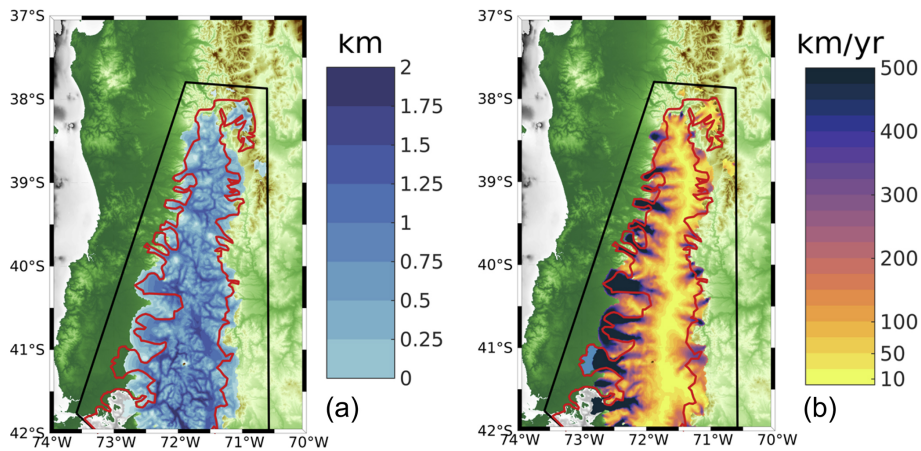 37°S
38°S
39°S
40°S
41°S
42°S
74°W 73°W 72°W 71°W 70°W
km
2
1.75
1.5
1.25
1
0.75
0.5
0.25
0
(a)
37°S
38°S
39°S
40°S
41°S
42°S
74°W 73°W 72°W 71°W 70°W
km/yr
500
400
300
200
100
50
10
(b)